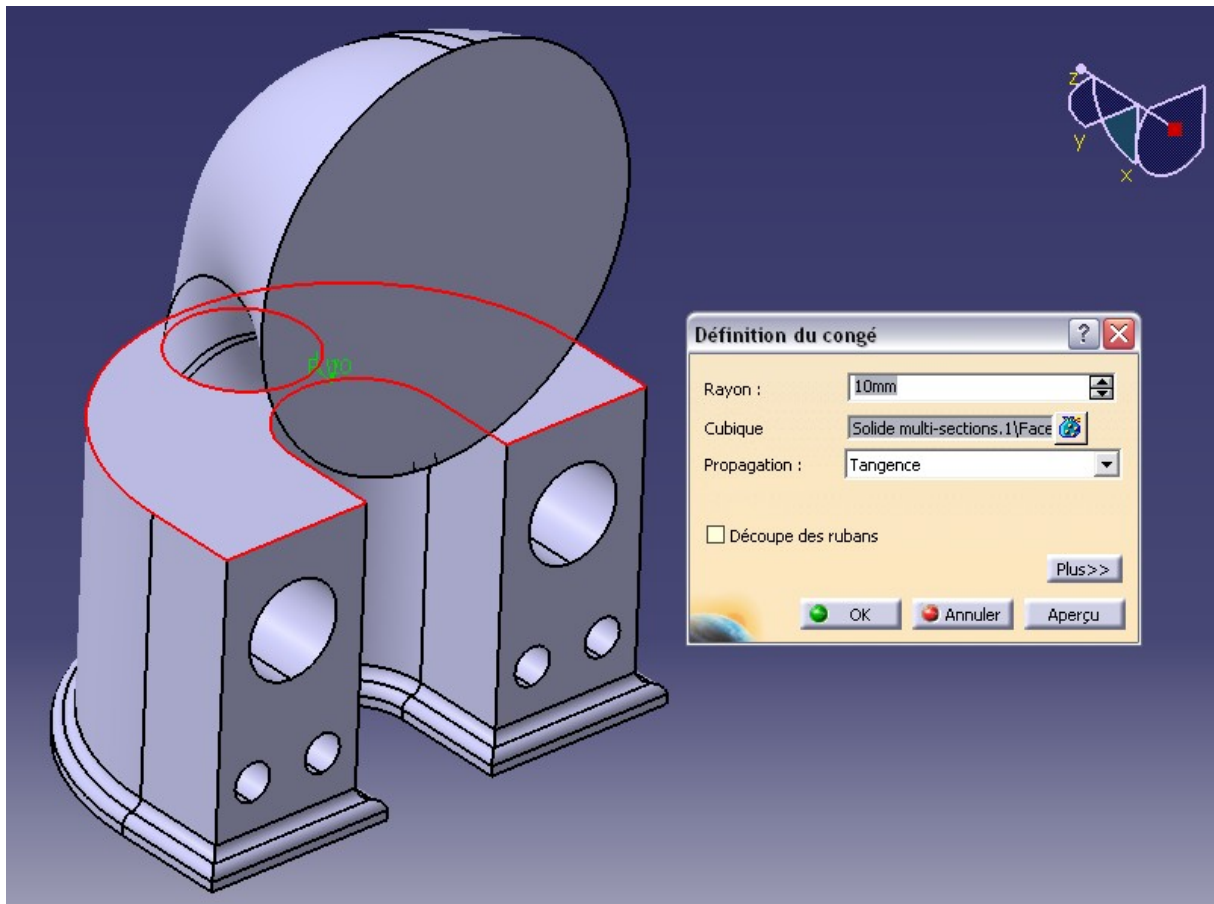 z
y
x
Définition du congé
?
Rayon :
10mm
Cubique
Solide multi-sections.1\Face
Propagation :
Tangence
Découpe des rubans
Plus>>
OK
Annuler
Aperçu